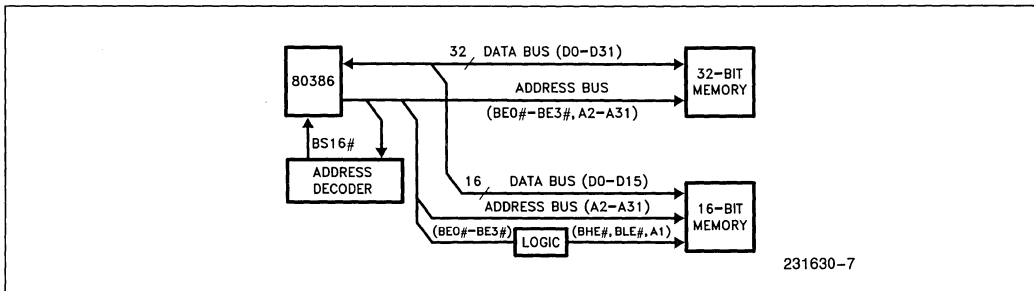 32 DATA BUS (D0-D31)
80386
32-BIT
MEMORY
ADDRESS BUS
(BE0#-BE3#, A2-A31)
BS16#
ADDRESS
DECODER
16 DATA BUS (D0-D15)
ADDRESS BUS (A2-A31)
16-BIT
MEMORY
(BE0#-BE3#)
LOGIC
(BHE#, BLE#, A1)
231630-7